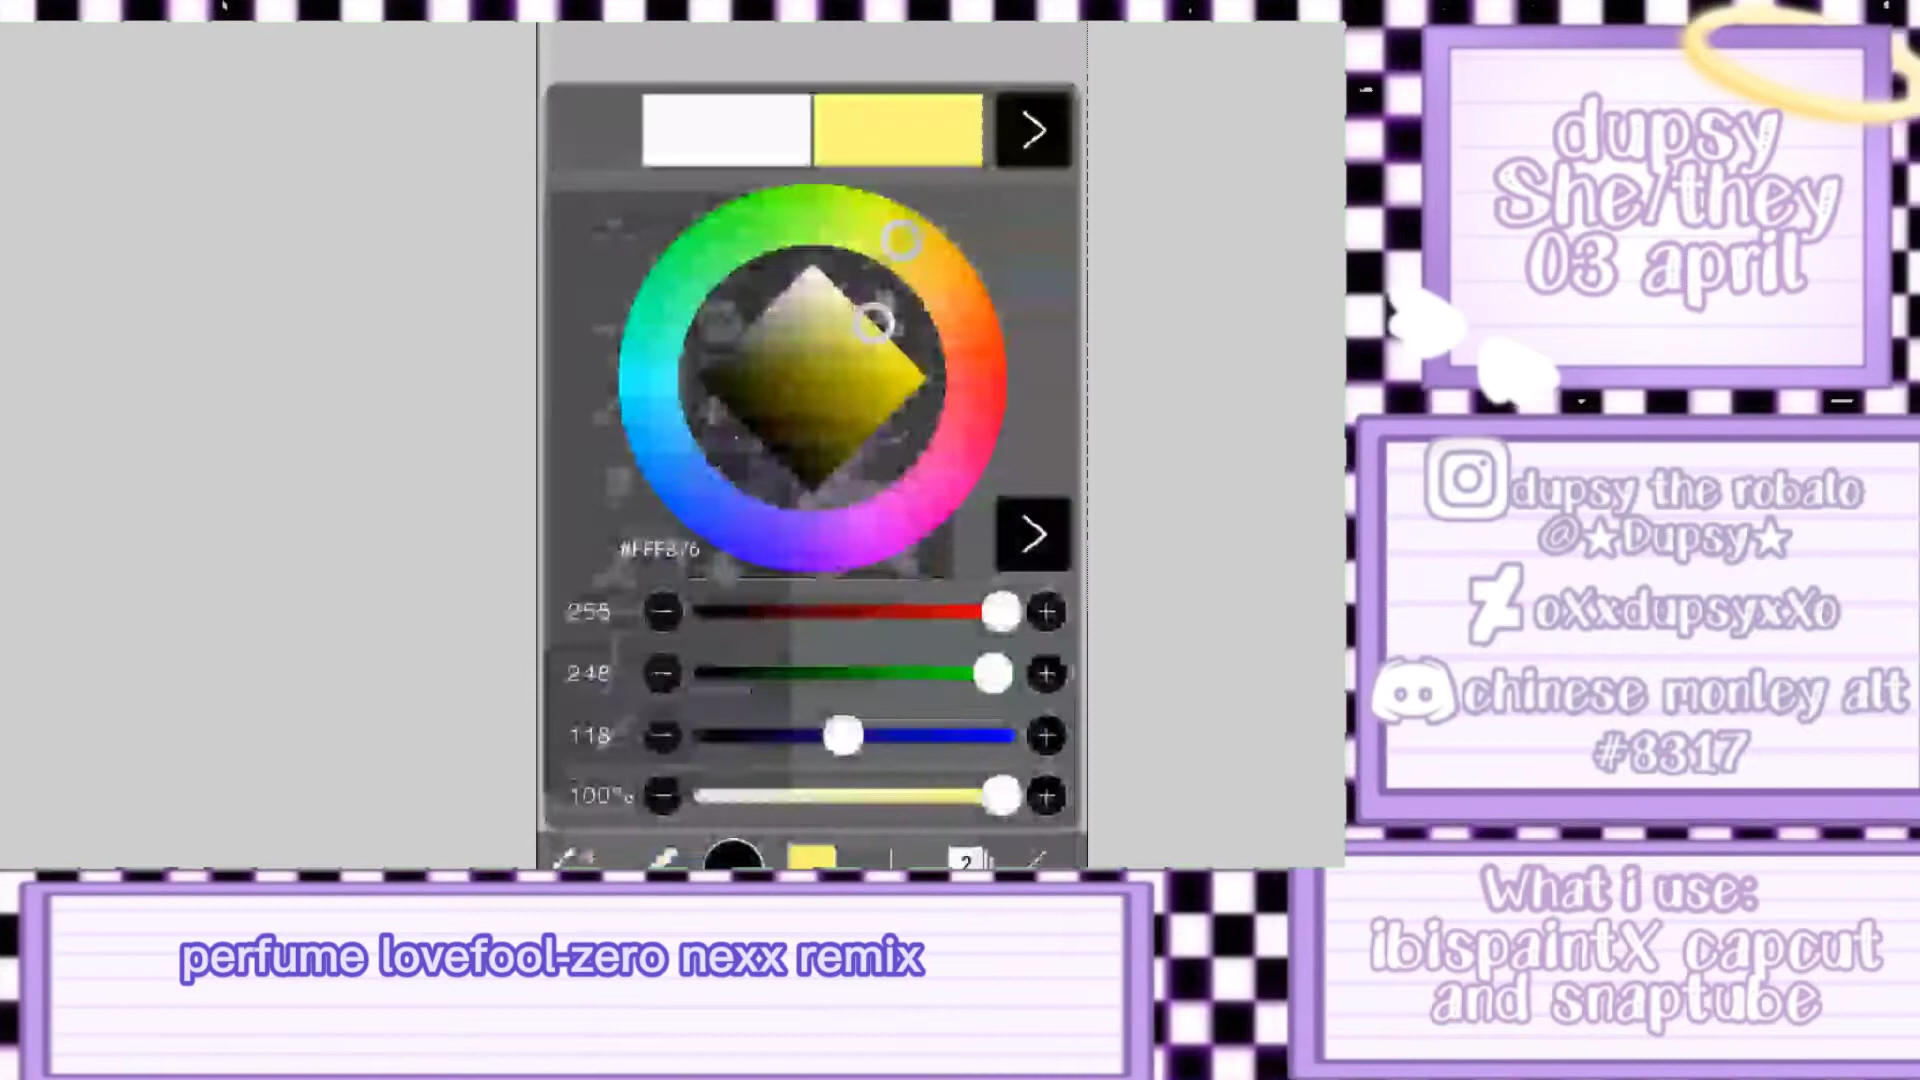 dupsy
She/they
03 april
#FFF876
255
248
118
100%
2
dupsy the robalo
@★Dupsy★
oXxdupsyxXo
chinese monley alt
#8317
What i use:
ibispaintX capcut
and snaptube
perfume lovefool-zero nexx remix